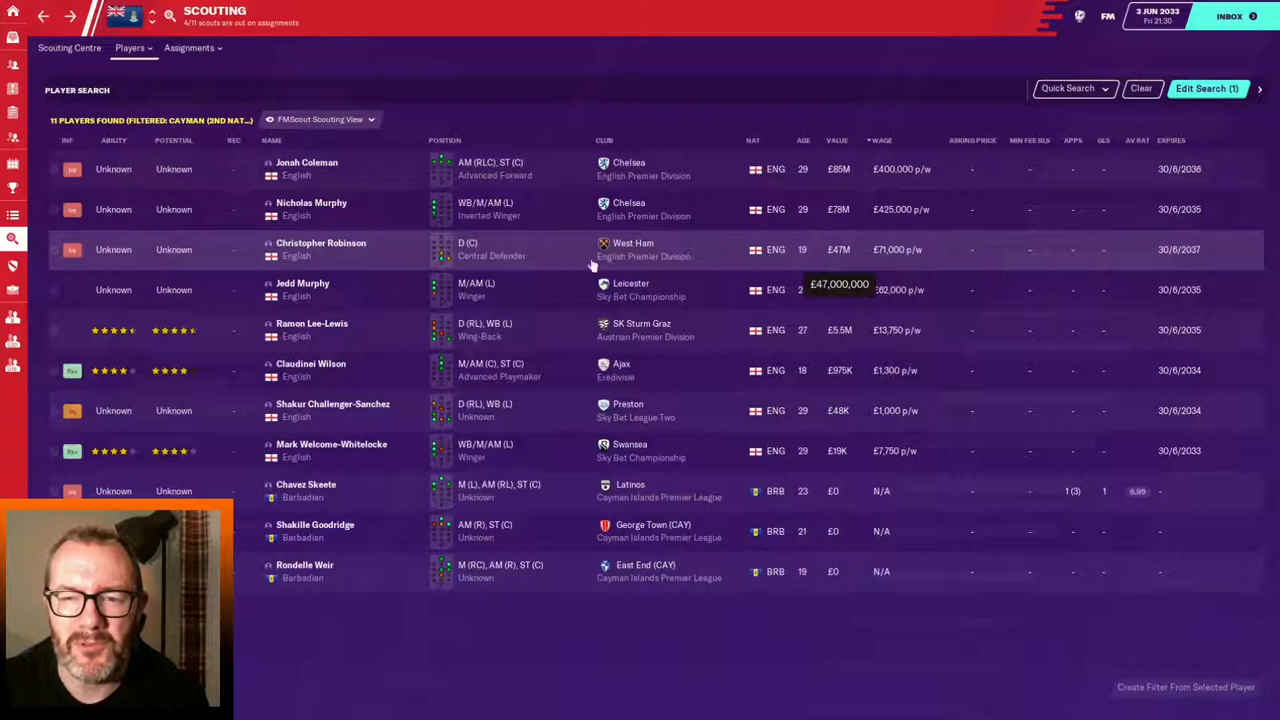 SCOUTING
4/11 scouts are out on assignments
FM
3 JUN 2033
Fri 21:30
INBOX
Scouting Centre Players Assignments
PLAYER SEARCH
Quick Search Clear Edit Search (1)
11 PLAYERS FOUND (FILTERED: CAYMAN (2ND NAT... FMScout Scouting View
INF ABILITY POTENTIAL REC NAME POSITION CLUB NAT AGE VALUE WAGE ASKING PRICE MIN FEE RLS APPS GLS AV RAT EXPIRES
Int Unknown Unknown - Jonah Coleman AM (RLC), ST (C) Chelsea ENG 29 £85M £400,000 p/w - - - - - 30/6/2036
English Advanced Forward English Premier Division
Int Unknown Unknown - Nicholas Murphy WB/M/AM (L) Chelsea ENG 29 £78M £425,000 p/w - - - - - 30/6/2035
English Inverted Winger English Premier Division
Inj Unknown Unknown - Christopher Robinson D (C) West Ham ENG 19 £47M £71,000 p/w - - - - - 30/6/2037
English Central Defender English Premier Division
£47,000,000
Unknown Unknown - Jedd Murphy M/AM (L) Leicester ENG £62,000 p/w - - - - - 30/6/2035
English Winger Sky Bet Championship
- Ramon Lee-Lewis D (RL), WB (L) SK Sturm Graz ENG 27 £5.5M £13,750 p/w - - - - - 30/6/2035
English Wing-Back Austrian Premier Division
- Claudinei Wilson M/AM (C), ST (C) Ajax ENG 18 £975K £1,300 p/w - - - - - 30/6/2034
English Advanced Playmaker Eredivisie
Unknown Unknown - Shakur Challenger-Sanchez D (RL), WB (L) Preston ENG 29 £48K £1,000 p/w - - - - - 30/6/2034
English Unknown Sky Bet League Two
- Mark Welcome-Whitelocke WB/M/AM (L) Swansea ENG 29 £19K £7,750 p/w - - - - - 30/6/2033
English Winger Sky Bet Championship
Unknown Unknown - Chavez Skeete M (L), AM (RL), ST (C) Latinos BRB 23 £0 N/A - - 1 (3) 1 6.99 -
Barbadian Unknown Cayman Islands Premier League
- Shakille Goodridge AM (R), ST (C) George Town (CAY) BRB 21 £0 N/A - - - - - -
Barbadian Unknown Cayman Islands Premier League
- Rondelle Weir M (RC), AM (R), ST (C) East End (CAY) BRB 19 £0 N/A - - - - - -
Barbadian Unknown Cayman Islands Premier League
Create Filter From Selected Player